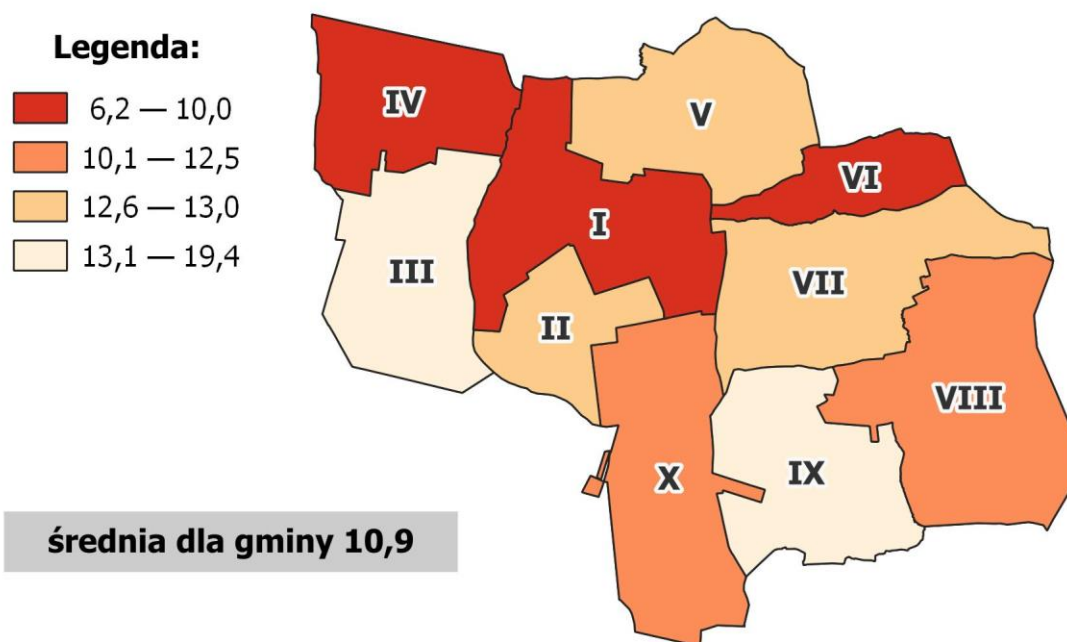 Legenda:
6,2 — 10,0
10,1 — 12,5
12,6 — 13,0
13,1 — 19,4
IV
V
VI
I
III
VII
II
VIII
IX
X
średnia dla gminy 10,9